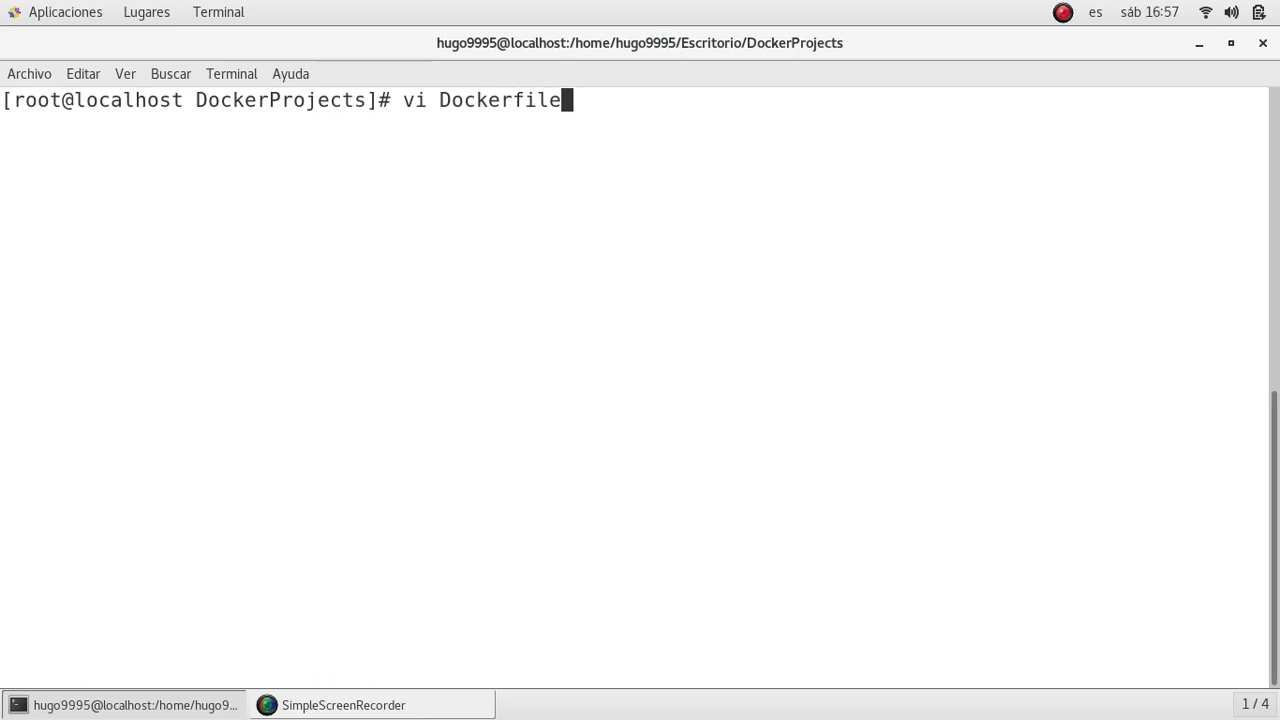 Aplicaciones Lugares Terminal es sáb 16:57
hugo9995@localhost:/home/hugo9995/Escritorio/DockerProjects
Archivo Editar Ver Buscar Terminal Ayuda
[root@localhost DockerProjects]# vi Dockerfile
hugo9995@localhost:/home/hugo9... SimpleScreenRecorder 1 / 4